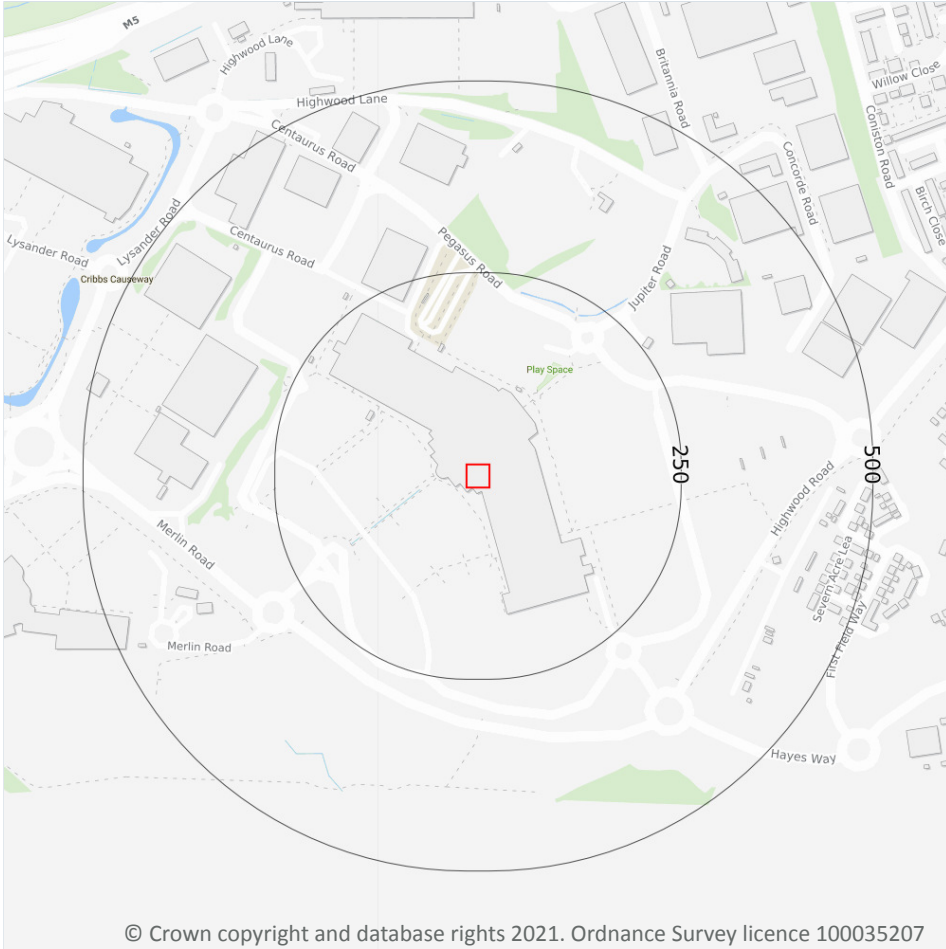 M5
Highwood Lane
Highwood Lane
Britannia Road
Willow Close
Coniston Road
Centaurus Road
Concorde Road
Birch Close
Lysander Road
Lysander Road
Centaurus Road
Pegasus Road
Jupiter Road
Cribbs Causeway
Play Space
250
500
Highwood Road
Merlin Road
Severn Acre Lea
Merlin Road
First Field Way
Hayes Way
© Crown copyright and database rights 2021. Ordnance Survey licence 100035207